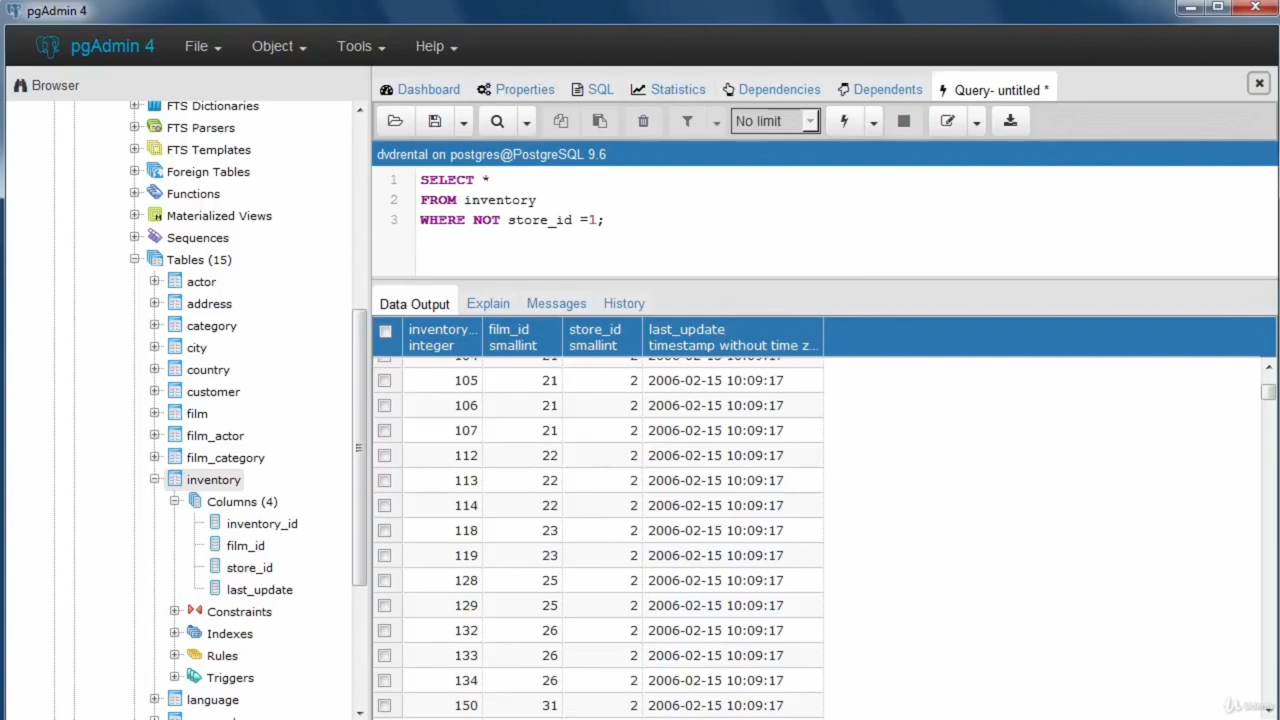 pgAdmin 4
pgAdmin 4 File Object Tools Help
Browser
FTS Dictionaries
FTS Parsers
FTS Templates
Foreign Tables
Functions
Materialized Views
Sequences
Tables (15)
actor
address
category
city
country
customer
film
film_actor
film_category
inventory
Columns (4)
inventory_id
film_id
store_id
last_update
Constraints
Indexes
Rules
Triggers
language
Dashboard Properties SQL Statistics Dependencies Dependents Query- untitled *
No limit
dvdrental on postgres@PostgreSQL 9.6
1 SELECT *
2 FROM inventory
3 WHERE NOT store_id =1;
Data Output Explain Messages History
inventory... film_id store_id last_update
integer smallint smallint timestamp without time z...
105 21 2 2006-02-15 10:09:17
106 21 2 2006-02-15 10:09:17
107 21 2 2006-02-15 10:09:17
112 22 2 2006-02-15 10:09:17
113 22 2 2006-02-15 10:09:17
114 22 2 2006-02-15 10:09:17
118 23 2 2006-02-15 10:09:17
119 23 2 2006-02-15 10:09:17
128 25 2 2006-02-15 10:09:17
129 25 2 2006-02-15 10:09:17
132 26 2 2006-02-15 10:09:17
133 26 2 2006-02-15 10:09:17
134 26 2 2006-02-15 10:09:17
150 31 2 2006-02-15 10:09:17